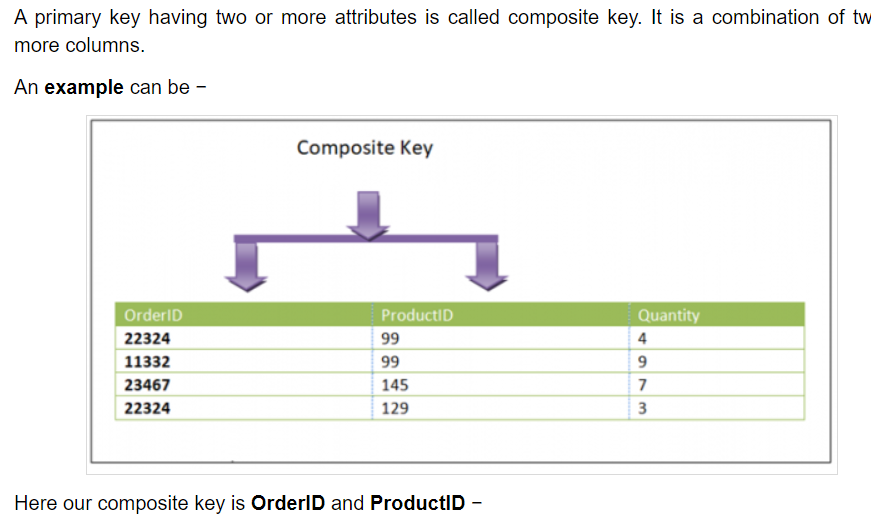 A primary key having two or more attributes is called composite key. It is a combination of tw
more columns.
An example can be −
Composite Key
OrderID ProductID Quantity
22324 99 4
11332 99 9
23467 145 7
22324 129 3
Here our composite key is OrderID and ProductID −